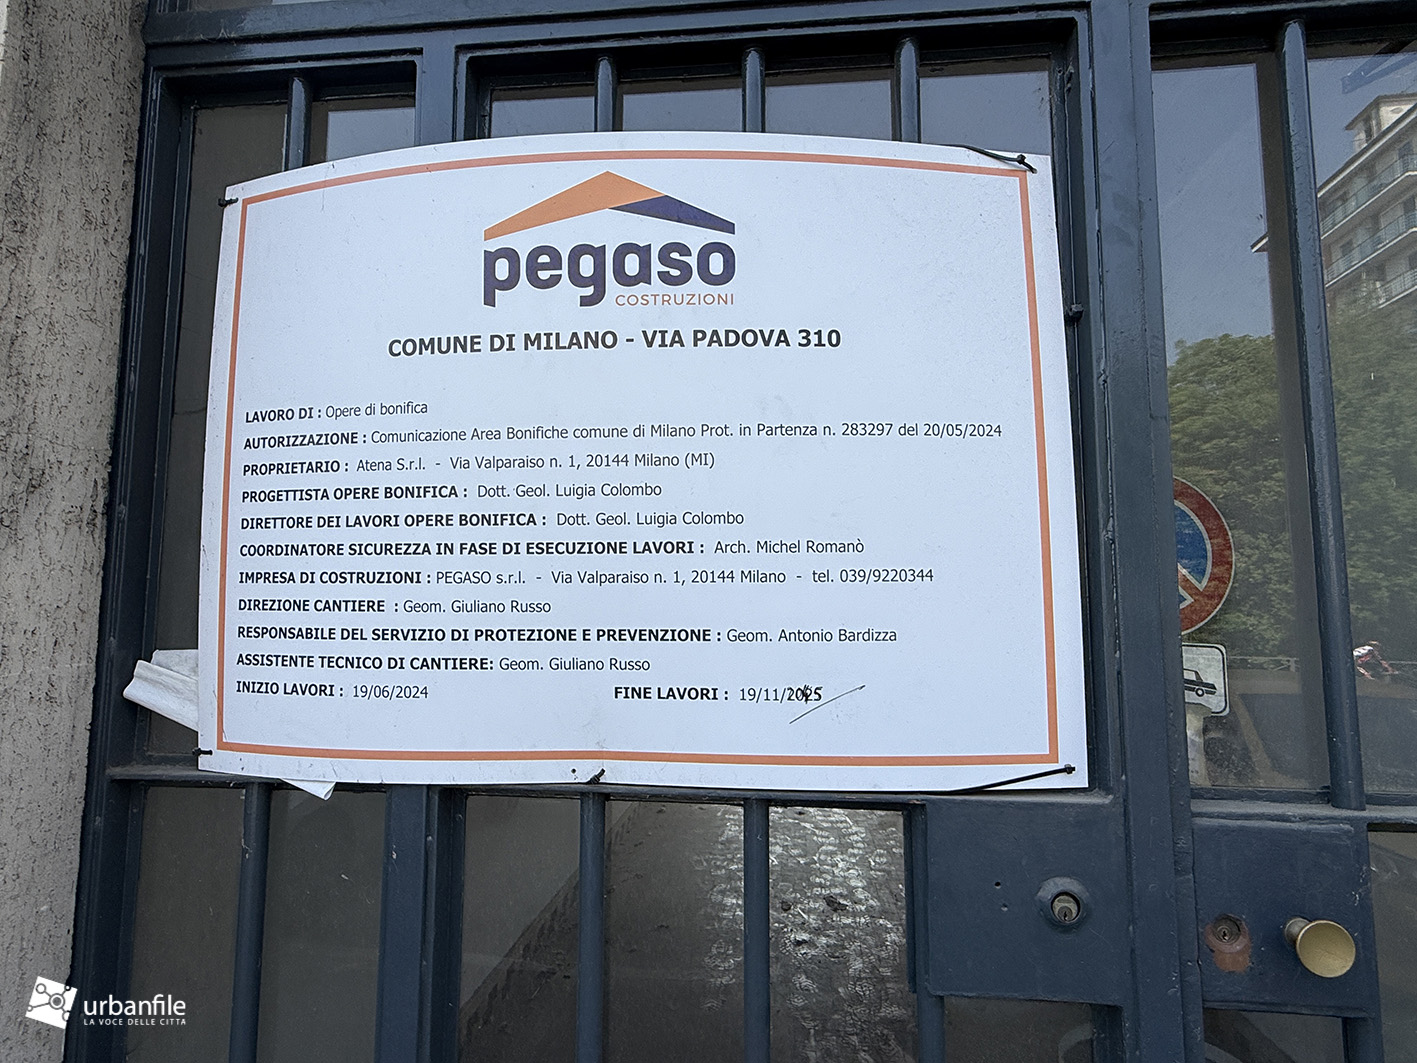 pegaso
COSTRUZIONI
COMUNE DI MILANO - VIA PADOVA 310
LAVORO DI : Opere di bonifica
AUTORIZZAZIONE : Comunicazione Area Bonifiche comune di Milano Prot. in Partenza n. 283297 del 20/05/2024
PROPRIETARIO : Atena S.r.l. - Via Valparaiso n. 1, 20144 Milano (MI)
PROGETTISTA OPERE BONIFICA : Dott. Geol. Luigia Colombo
DIRETTORE DEI LAVORI OPERE BONIFICA : Dott. Geol. Luigia Colombo
COORDINATORE SICUREZZA IN FASE DI ESECUZIONE LAVORI : Arch. Michel Romanò
IMPRESA DI COSTRUZIONI : PEGASO s.r.l. - Via Valparaiso n. 1, 20144 Milano - tel. 039/9220344
DIREZIONE CANTIERE : Geom. Giuliano Russo
RESPONSABILE DEL SERVIZIO DI PROTEZIONE E PREVENZIONE : Geom. Antonio Bardizza
ASSISTENTE TECNICO DI CANTIERE: Geom. Giuliano Russo
INIZIO LAVORI : 19/06/2024 FINE LAVORI : 19/11/2025
urbanfile
LA VOCE DELLE CITTÀ